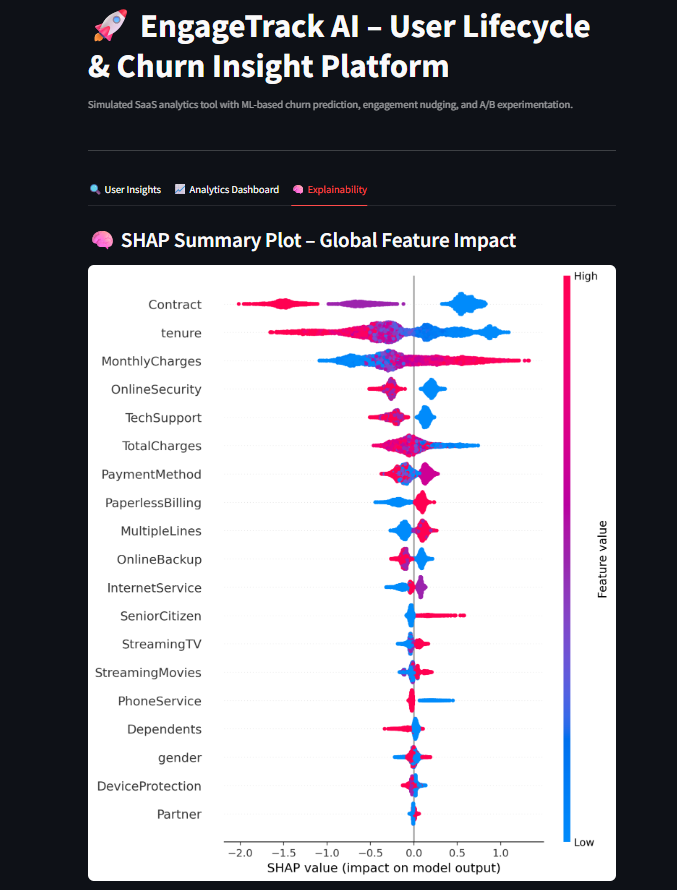 🚀 EngageTrack AI – User Lifecycle
& Churn Insight Platform
Simulated SaaS analytics tool with ML-based churn prediction, engagement nudging, and A/B experimentation.
🔍 User Insights 📈 Analytics Dashboard 🧠 Explainability
🧠 SHAP Summary Plot – Global Feature Impact
High
Contract
tenure
MonthlyCharges
OnlineSecurity
TechSupport
TotalCharges
PaymentMethod
PaperlessBilling
MultipleLines
OnlineBackup
InternetService
SeniorCitizen
StreamingTV
StreamingMovies
PhoneService
Dependents
gender
DeviceProtection
Partner
Feature value
Low
−2.0 −1.5 −1.0 −0.5 0.0 0.5 1.0
SHAP value (impact on model output)